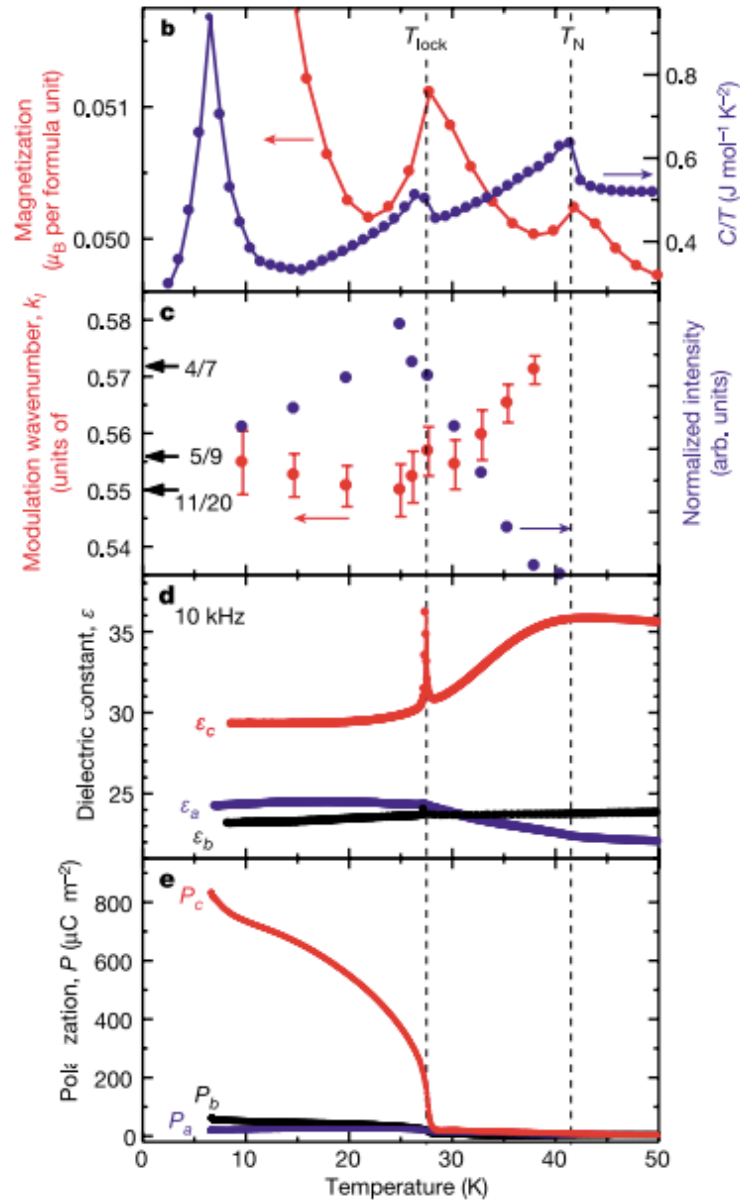 b
T_lock
T_N
Magnetization
(μ_B per formula unit)
0.051
0.050
0.8
0.6
0.4
C/T (J mol⁻¹ K⁻²)
c
Modulation wavenumber, k_l
(units of
0.58
0.57
0.56
0.55
0.54
4/7
5/9
11/20
Normalized intensity
(arb. units)
d
10 kHz
Dielectric constant, ε
35
30
25
ε_c
ε_a
ε_b
e
P (μC m⁻²)
800
600
400
200
0
P_c
P_b
P_a
0 10 20 30 40 50
Temperature (K)